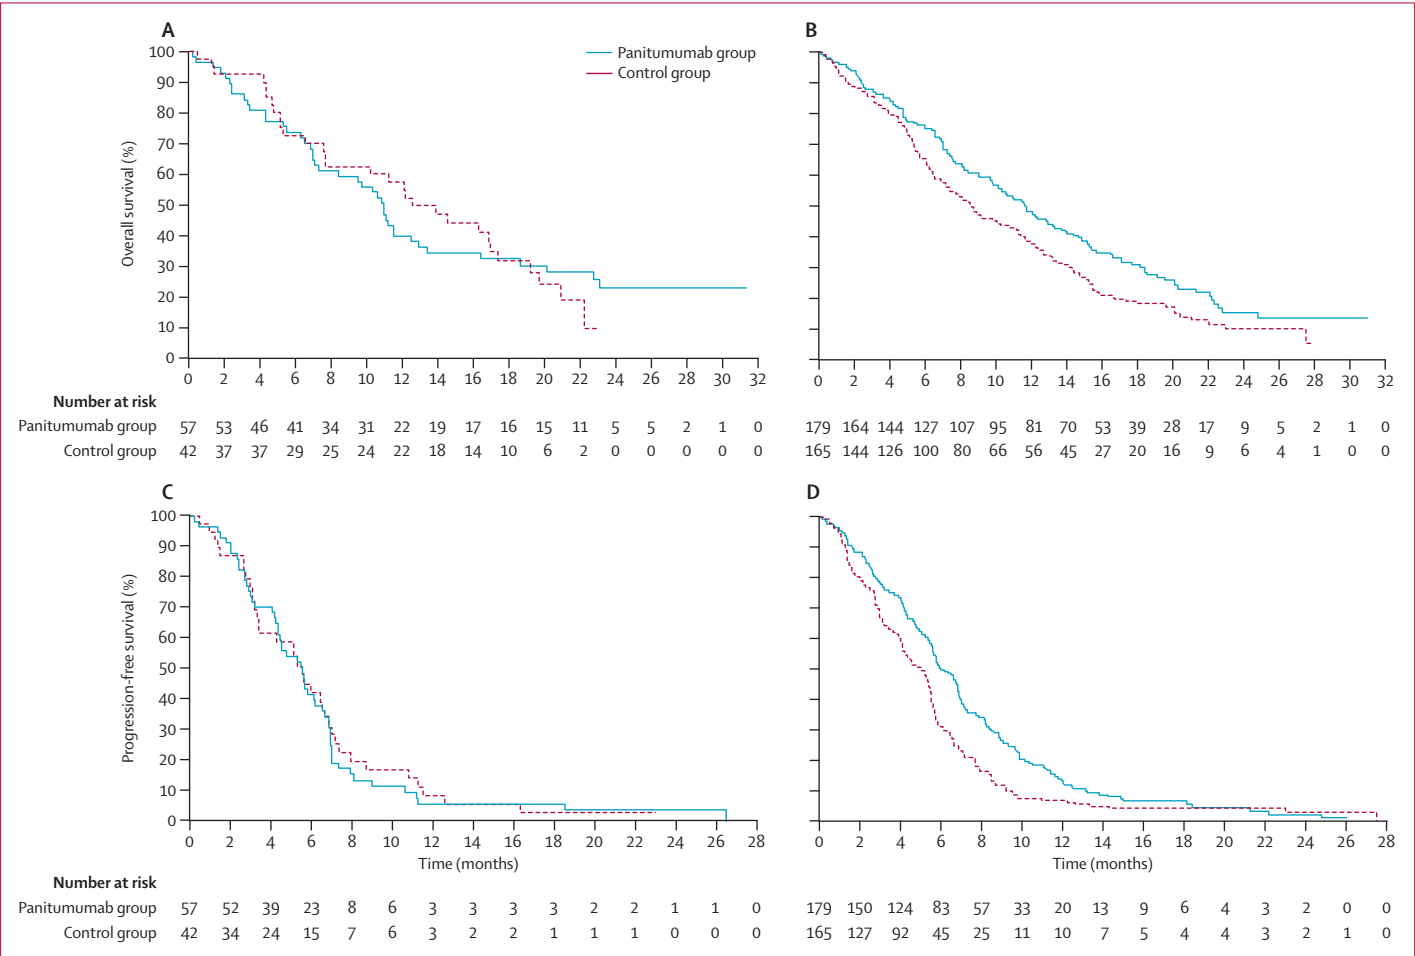 A
B
Panitumumab group
Control group
Overall survival (%)
100
90
80
70
60
50
40
30
20
10
0
0 2 4 6 8 10 12 14 16 18 20 22 24 26 28 30 32
0 2 4 6 8 10 12 14 16 18 20 22 24 26 28 30 32
Number at risk
Panitumumab group 57 53 46 41 34 31 22 19 17 16 15 11 5 5 2 1 0 179 164 144 127 107 95 81 70 53 39 28 17 9 5 2 1 0
Control group 42 37 37 29 25 24 22 18 14 10 6 2 0 0 0 0 0 165 144 126 100 80 66 56 45 27 20 16 9 6 4 1 0 0
C
D
Progression-free survival (%)
100
90
80
70
60
50
40
30
20
10
0
0 2 4 6 8 10 12 14 16 18 20 22 24 26 28
0 2 4 6 8 10 12 14 16 18 20 22 24 26 28
Time (months)
Time (months)
Number at risk
Panitumumab group 57 52 39 23 8 6 3 3 3 3 2 2 1 1 0 179 150 124 83 57 33 20 13 9 6 4 3 2 0 0
Control group 42 34 24 15 7 6 3 2 2 1 1 1 0 0 0 165 127 92 45 25 11 10 7 5 4 4 3 2 1 0